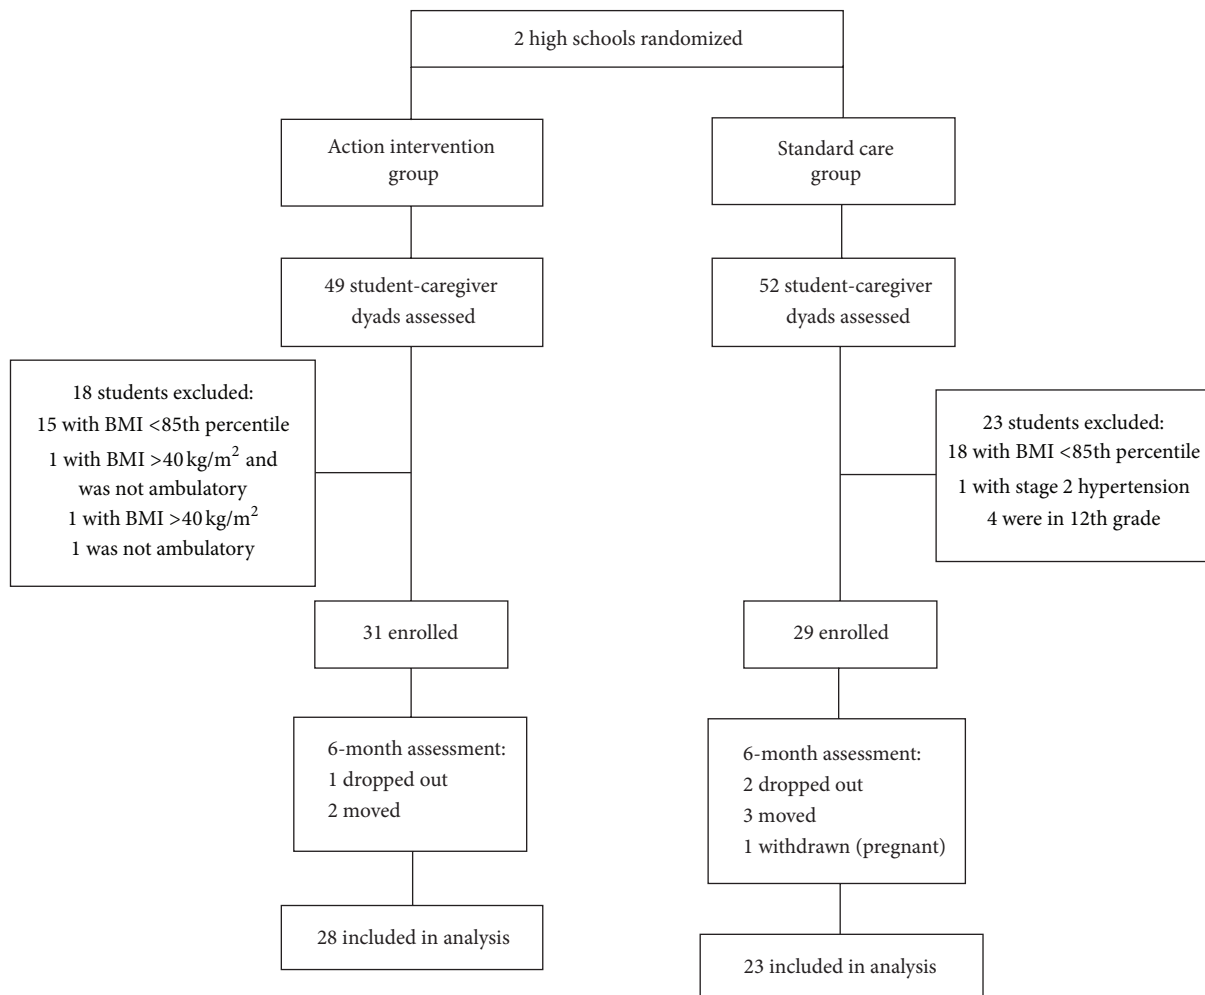 2 high schools randomized
Action intervention
group
Standard care
group
49 student-caregiver
dyads assessed
52 student-caregiver
dyads assessed
18 students excluded:
15 with BMI <85th percentile
1 with BMI >40 kg/m² and
was not ambulatory
1 with BMI >40 kg/m²
1 was not ambulatory
23 students excluded:
18 with BMI <85th percentile
1 with stage 2 hypertension
4 were in 12th grade
31 enrolled
29 enrolled
6-month assessment:
1 dropped out
2 moved
6-month assessment:
2 dropped out
3 moved
1 withdrawn (pregnant)
28 included in analysis
23 included in analysis